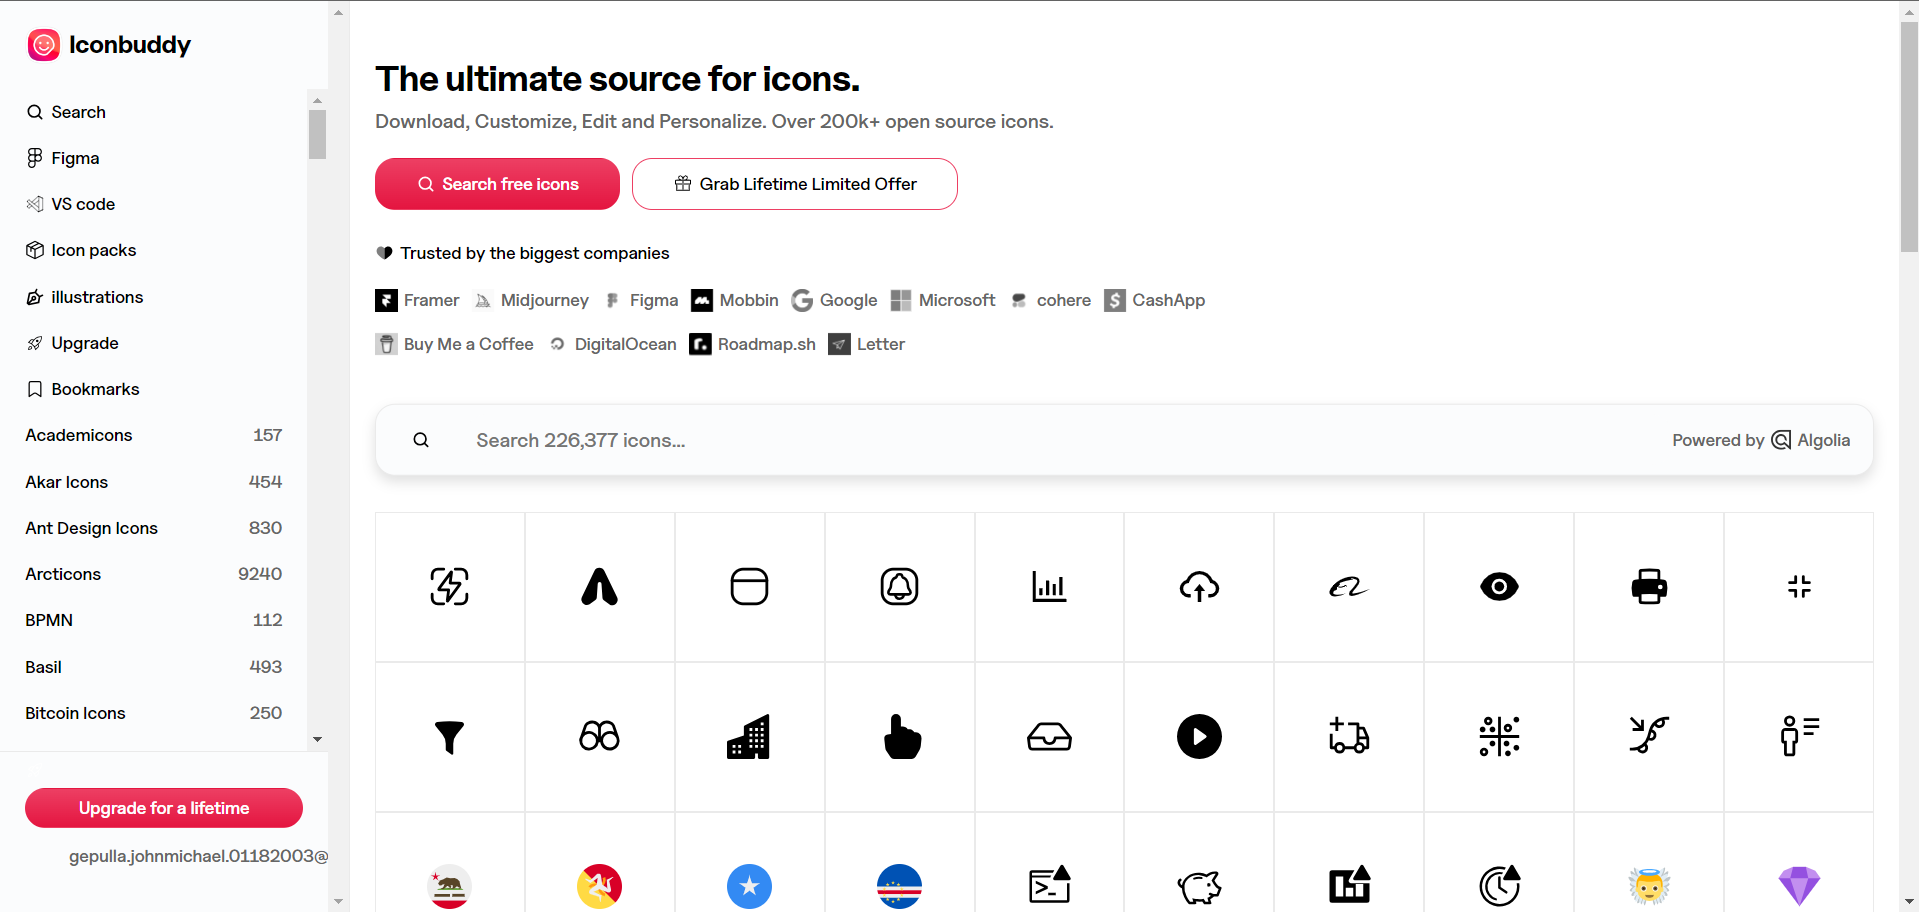 Iconbuddy
Search
Figma
VS code
Icon packs
illustrations
Upgrade
Bookmarks
Academicons 157
Akar Icons 454
Ant Design Icons 830
Arcticons 9240
BPMN 112
Basil 493
Bitcoin Icons 250
Upgrade for a lifetime
gepulla.johnmichael.01182003@
The ultimate source for icons.
Download, Customize, Edit and Personalize. Over 200k+ open source icons.
Search free icons
Grab Lifetime Limited Offer
Trusted by the biggest companies
Framer Midjourney Figma Mobbin Google Microsoft cohere CashApp
Buy Me a Coffee DigitalOcean Roadmap.sh Letter
Search 226,377 icons...
Powered by Algolia